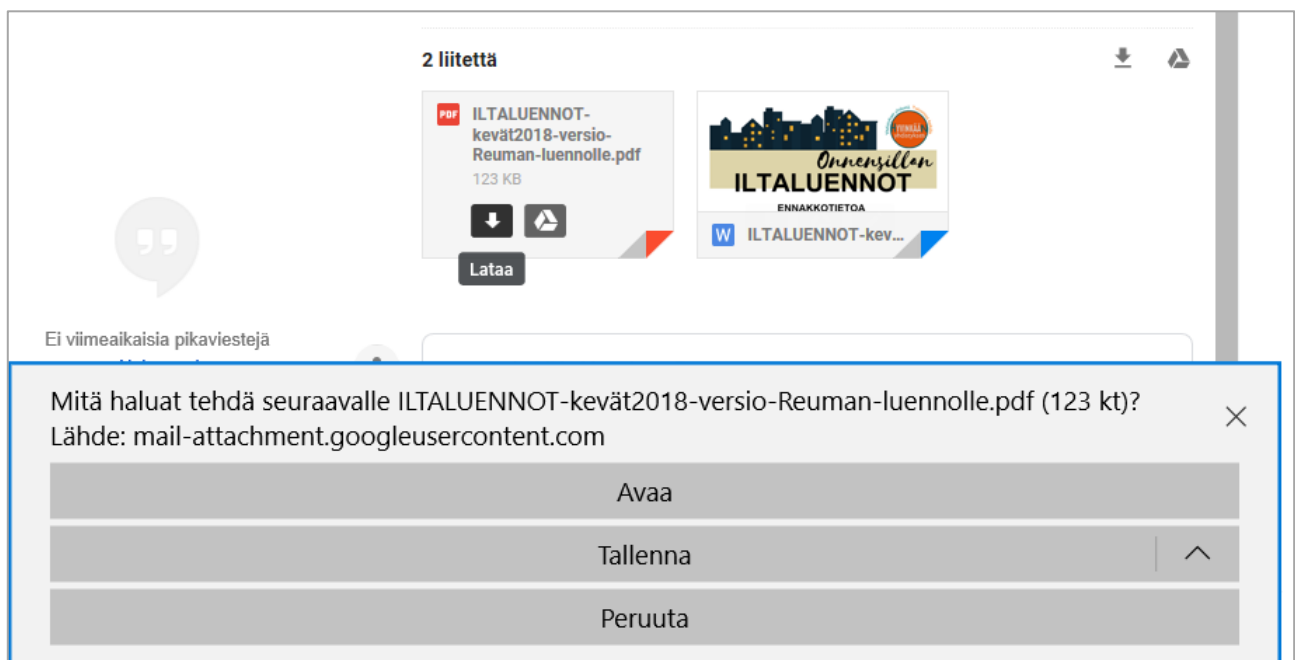 2 liitettä
PDF
ILTALUENNOT-
kevät2018-versio-
Reuman-luennolle.pdf
123 KB
Lataa
Onnensillan
ILTALUENNOT
ENNAKKOTIETOA
W ILTALUENNOT-kev...
Ei viimeaikaisia pikaviestejä
Mitä haluat tehdä seuraavalle ILTALUENNOT-kevät2018-versio-Reuman-luennolle.pdf (123 kt)?
Lähde: mail-attachment.googleusercontent.com
Avaa
Tallenna
Peruuta